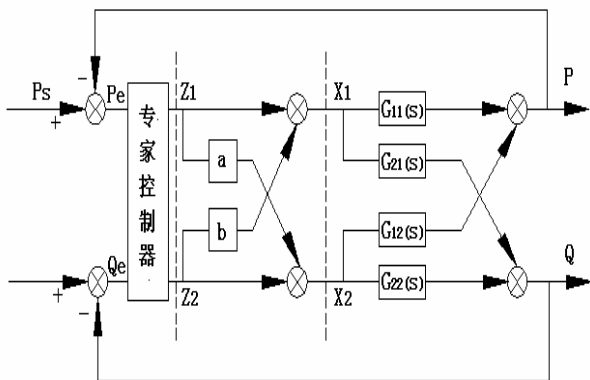 Ps
+
−
Pe
专家控制器
Z1
a
b
X1
G11(S)
G21(S)
G12(S)
G22(S)
P
+
−
Qe
Z2
X2
Q